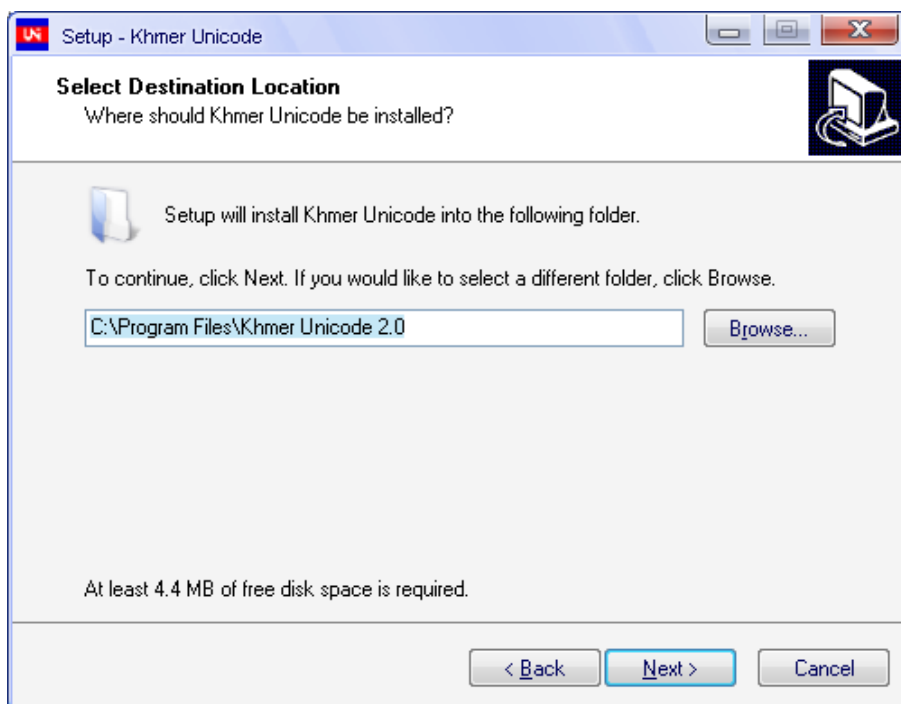 UNi Setup - Khmer Unicode
Select Destination Location
Where should Khmer Unicode be installed?
Setup will install Khmer Unicode into the following folder.
To continue, click Next. If you would like to select a different folder, click Browse.
C:\Program Files\Khmer Unicode 2.0 Browse...
At least 4.4 MB of free disk space is required.
< Back Next > Cancel